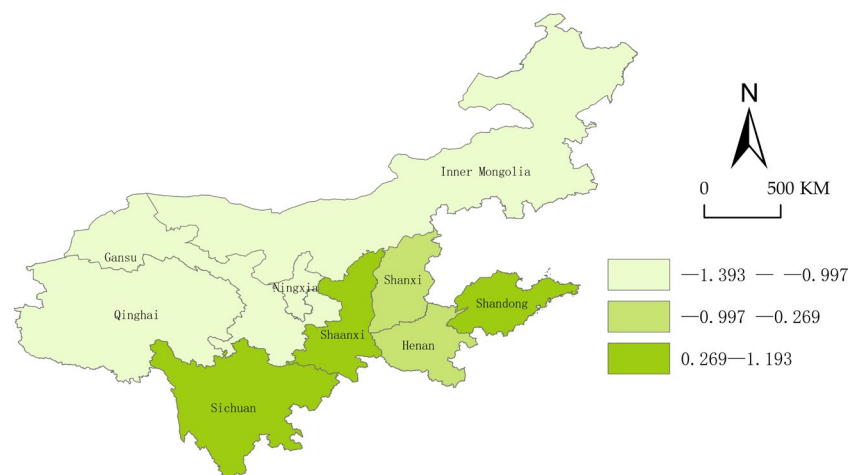 N
0 500 KM
Inner Mongolia
Gansu
Ningxia
Shanxi
Qinghai
Shandong
Shaanxi
Henan
Sichuan
—1.393 — —0.997
—0.997 —0.269
0.269—1.193